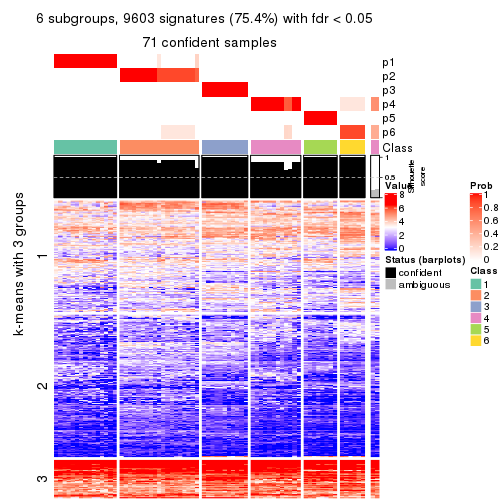 6 subgroups, 9603 signatures (75.4%) with fdr < 0.05
71 confident samples
p1
p2
p3
p4
p5
p6
Class
1
0.5
Silhouette
score
k-means with 3 groups
1
2
3
Value
8
6
4
2
0
Status (barplots)
confident
ambiguous
Prob
1
0.8
0.6
0.4
0.2
0
Class
1
2
3
4
5
6